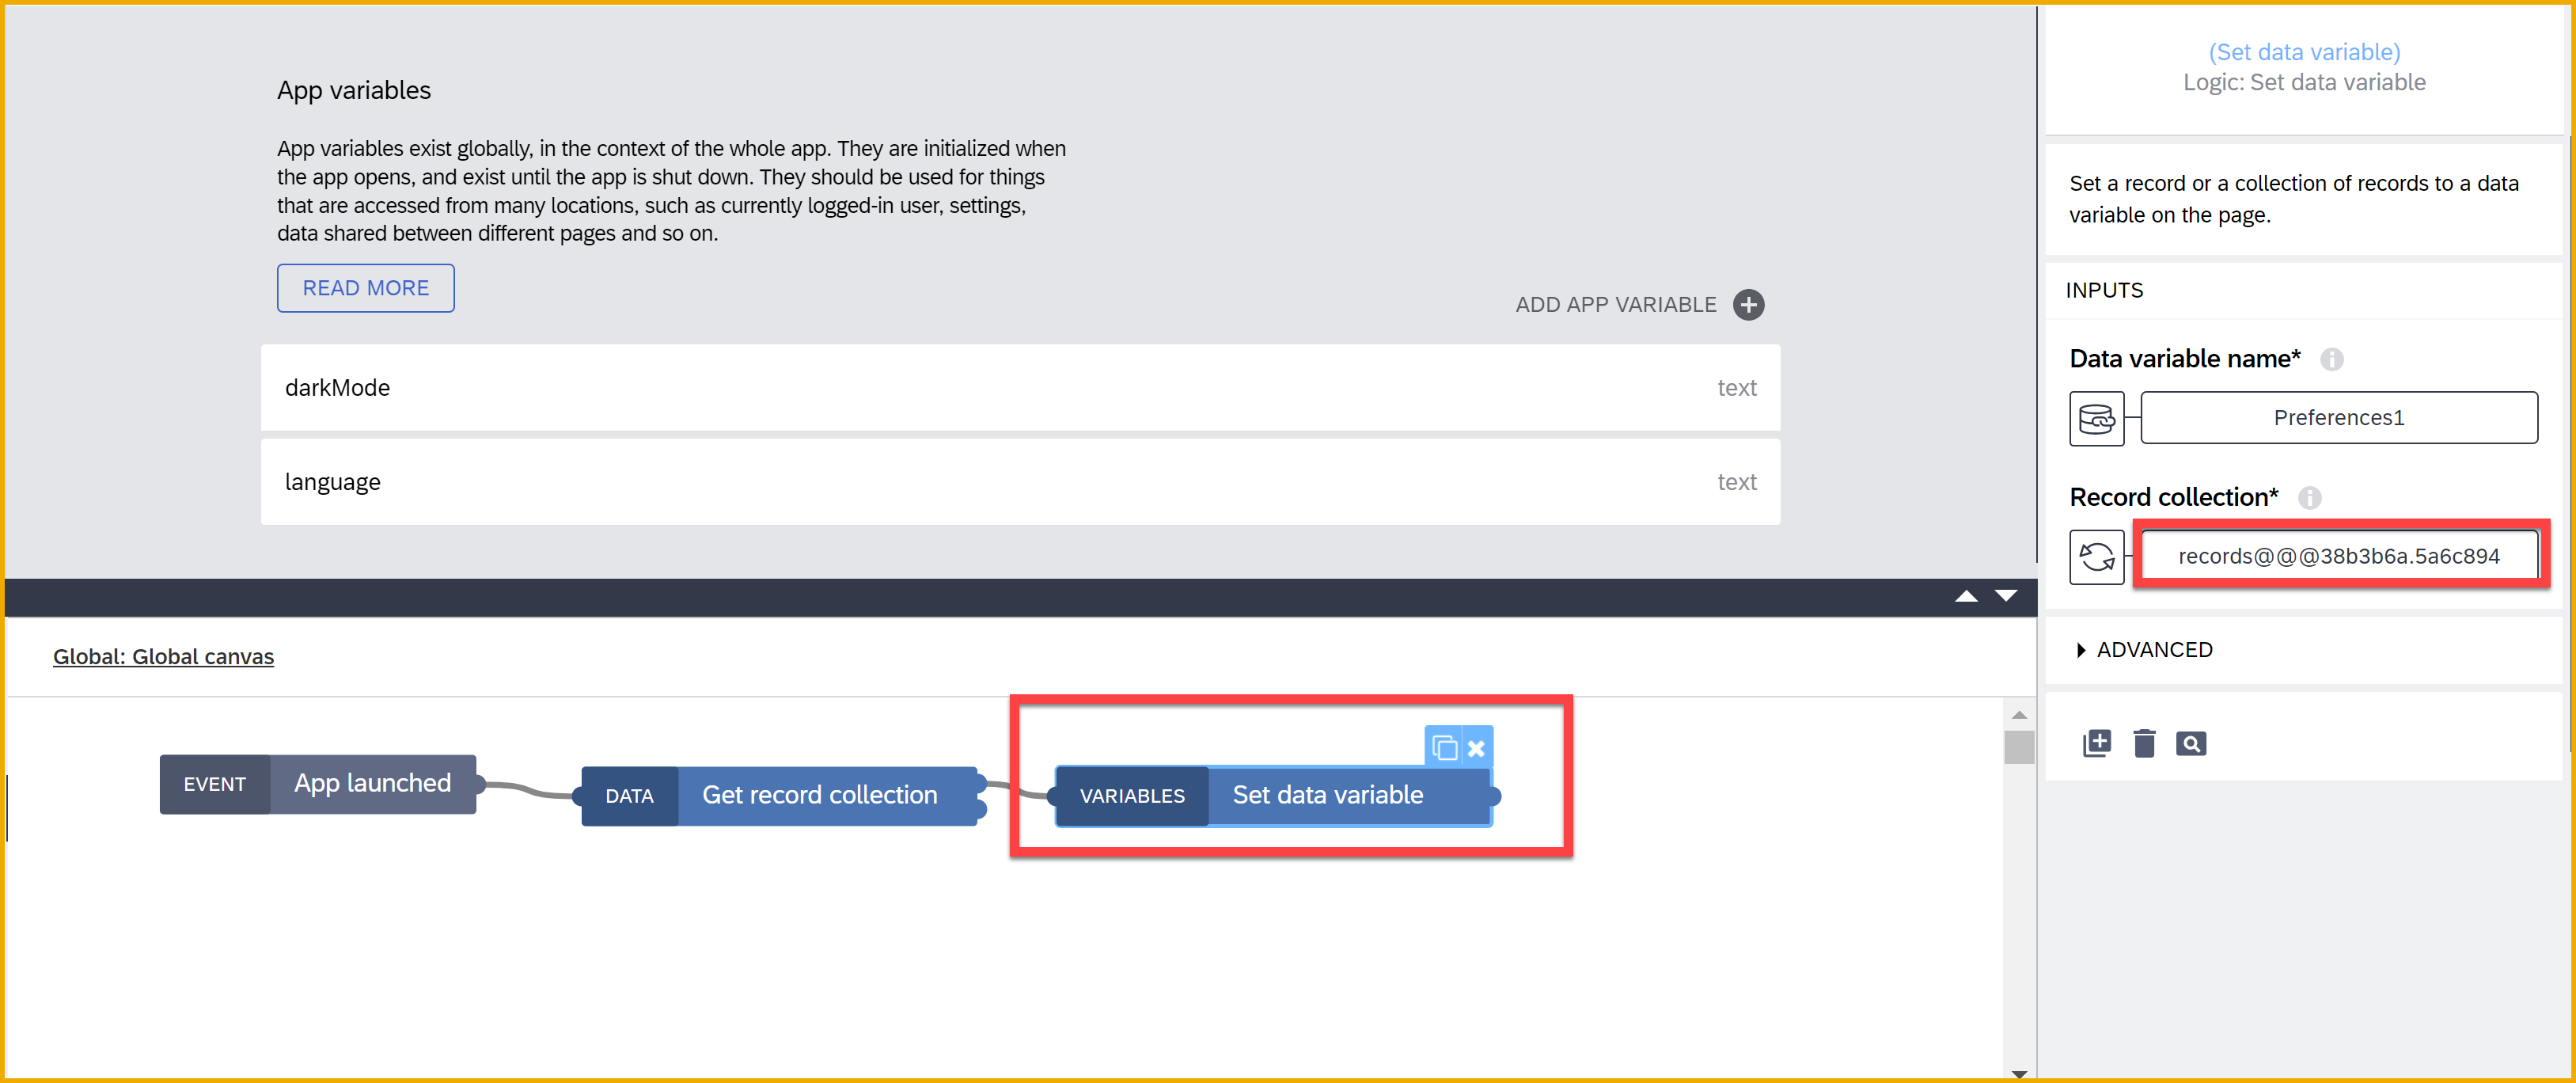 App variables
App variables exist globally, in the context of the whole app. They are initialized when
the app opens, and exist until the app is shut down. They should be used for things
that are accessed from many locations, such as currently logged-in user, settings,
data shared between different pages and so on.
READ MORE
ADD APP VARIABLE
darkMode text
language text
Global: Global canvas
EVENT App launched
DATA Get record collection
VARIABLES Set data variable
(Set data variable)
Logic: Set data variable
Set a record or a collection of records to a data
variable on the page.
INPUTS
Data variable name*
Preferences1
Record collection*
records@@@38b3b6a.5a6c894
ADVANCED